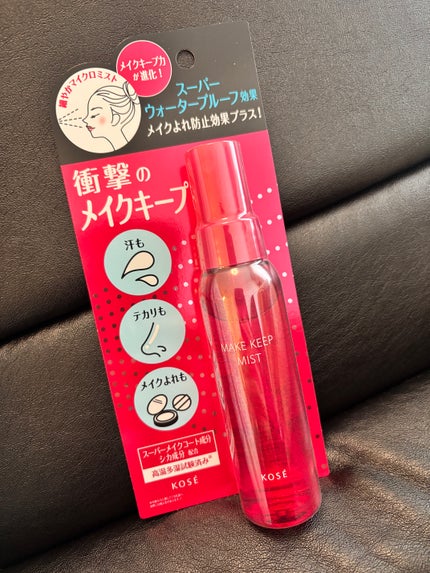 メイクキープ力
が進化!
細やかマイクロミスト
スーパー
ウォータープルーフ効果
メイクよれ防止効果プラス!
衝撃の
メイクキープ
汗も
テカリも
メイクよれも
スーパーメイクコート成分
シカ成分 配合
高温多湿試験済み*
KOSÉ
MAKE KEEP
MIST
KOSÉ